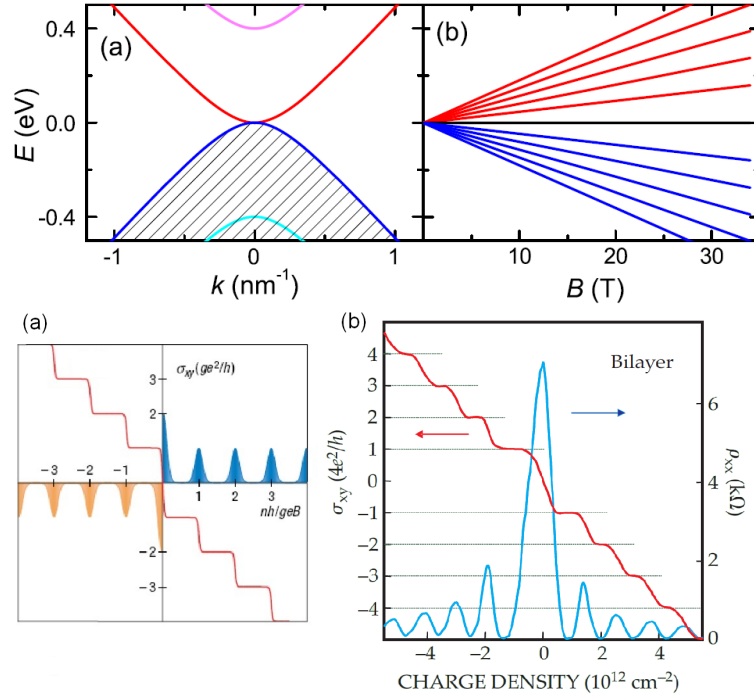 0.4
(a)
(b)
E (eV)
0.0
-0.4
-1
0
1
10
20
30
k (nm⁻¹)
B (T)
(a)
σxy (ge²/h)
3
2
-3
-2
-1
1
2
3
nh/geB
-2
-3
(b)
Bilayer
4
3
2
1
0
-1
-2
-3
-4
σxy (4e²/h)
6
4
2
0
ρxx (kΩ)
-4
-2
0
2
4
CHARGE DENSITY (10¹² cm⁻²)